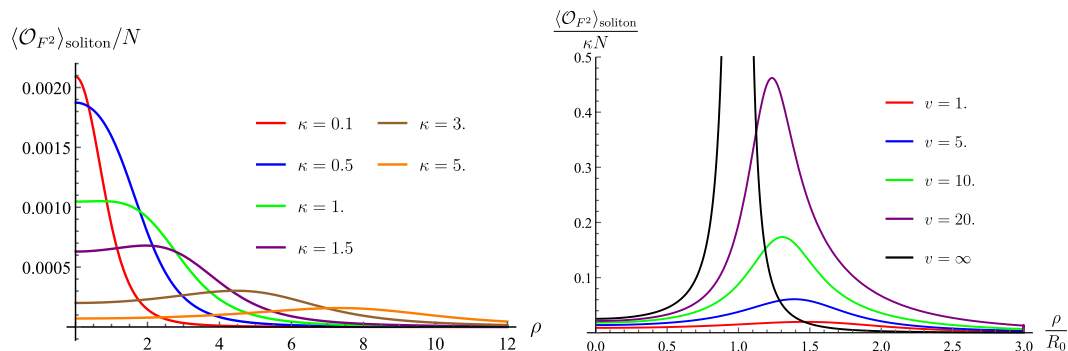 ⟨𝒪_{F²}⟩_soliton/N
0.0020
0.0015
0.0010
0.0005
2 4 6 8 10 12 ρ
κ = 0.1 κ = 3.
κ = 0.5 κ = 5.
κ = 1.
κ = 1.5
⟨𝒪_{F²}⟩_soliton
κN
0.5
0.4
0.3
0.2
0.1
0.0 0.5 1.0 1.5 2.0 2.5 3.0
ρ
R₀
v = 1.
v = 5.
v = 10.
v = 20.
v = ∞